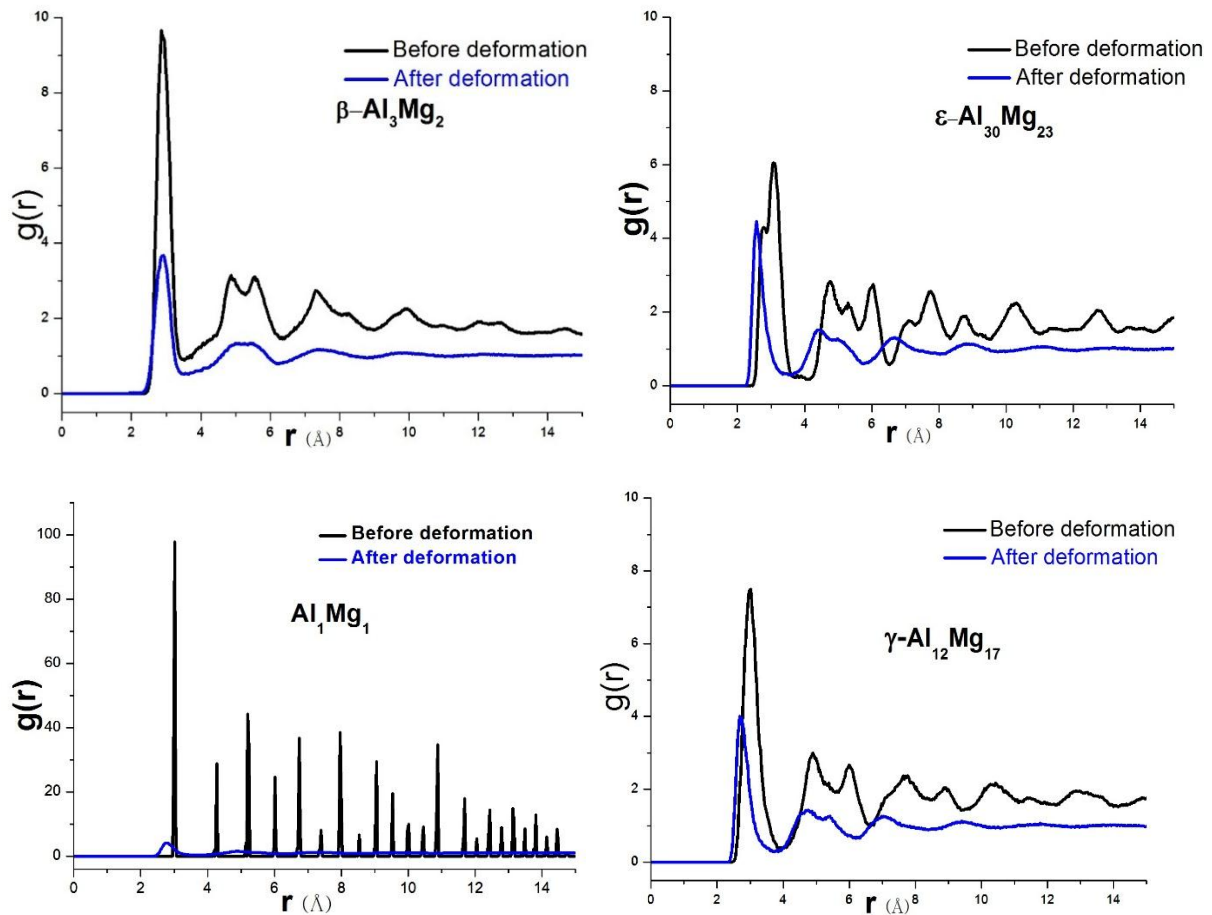 10
8
6
4
2
0
g(r)
Before deformation
After deformation
β–Al₃Mg₂
0 2 4 6 8 10 12 14
r (Å)
10
8
6
4
2
0
g(r)
Before deformation
After deformation
ε–Al₃₀Mg₂₃
0 2 4 6 8 10 12 14
r (Å)
100
80
60
40
20
0
g(r)
Before deformation
After deformation
Al₁Mg₁
0 2 4 6 8 10 12 14
r (Å)
10
8
6
4
2
0
g(r)
Before deformation
After deformation
γ-Al₁₂Mg₁₇
0 2 4 6 8 10 12 14
r (Å)